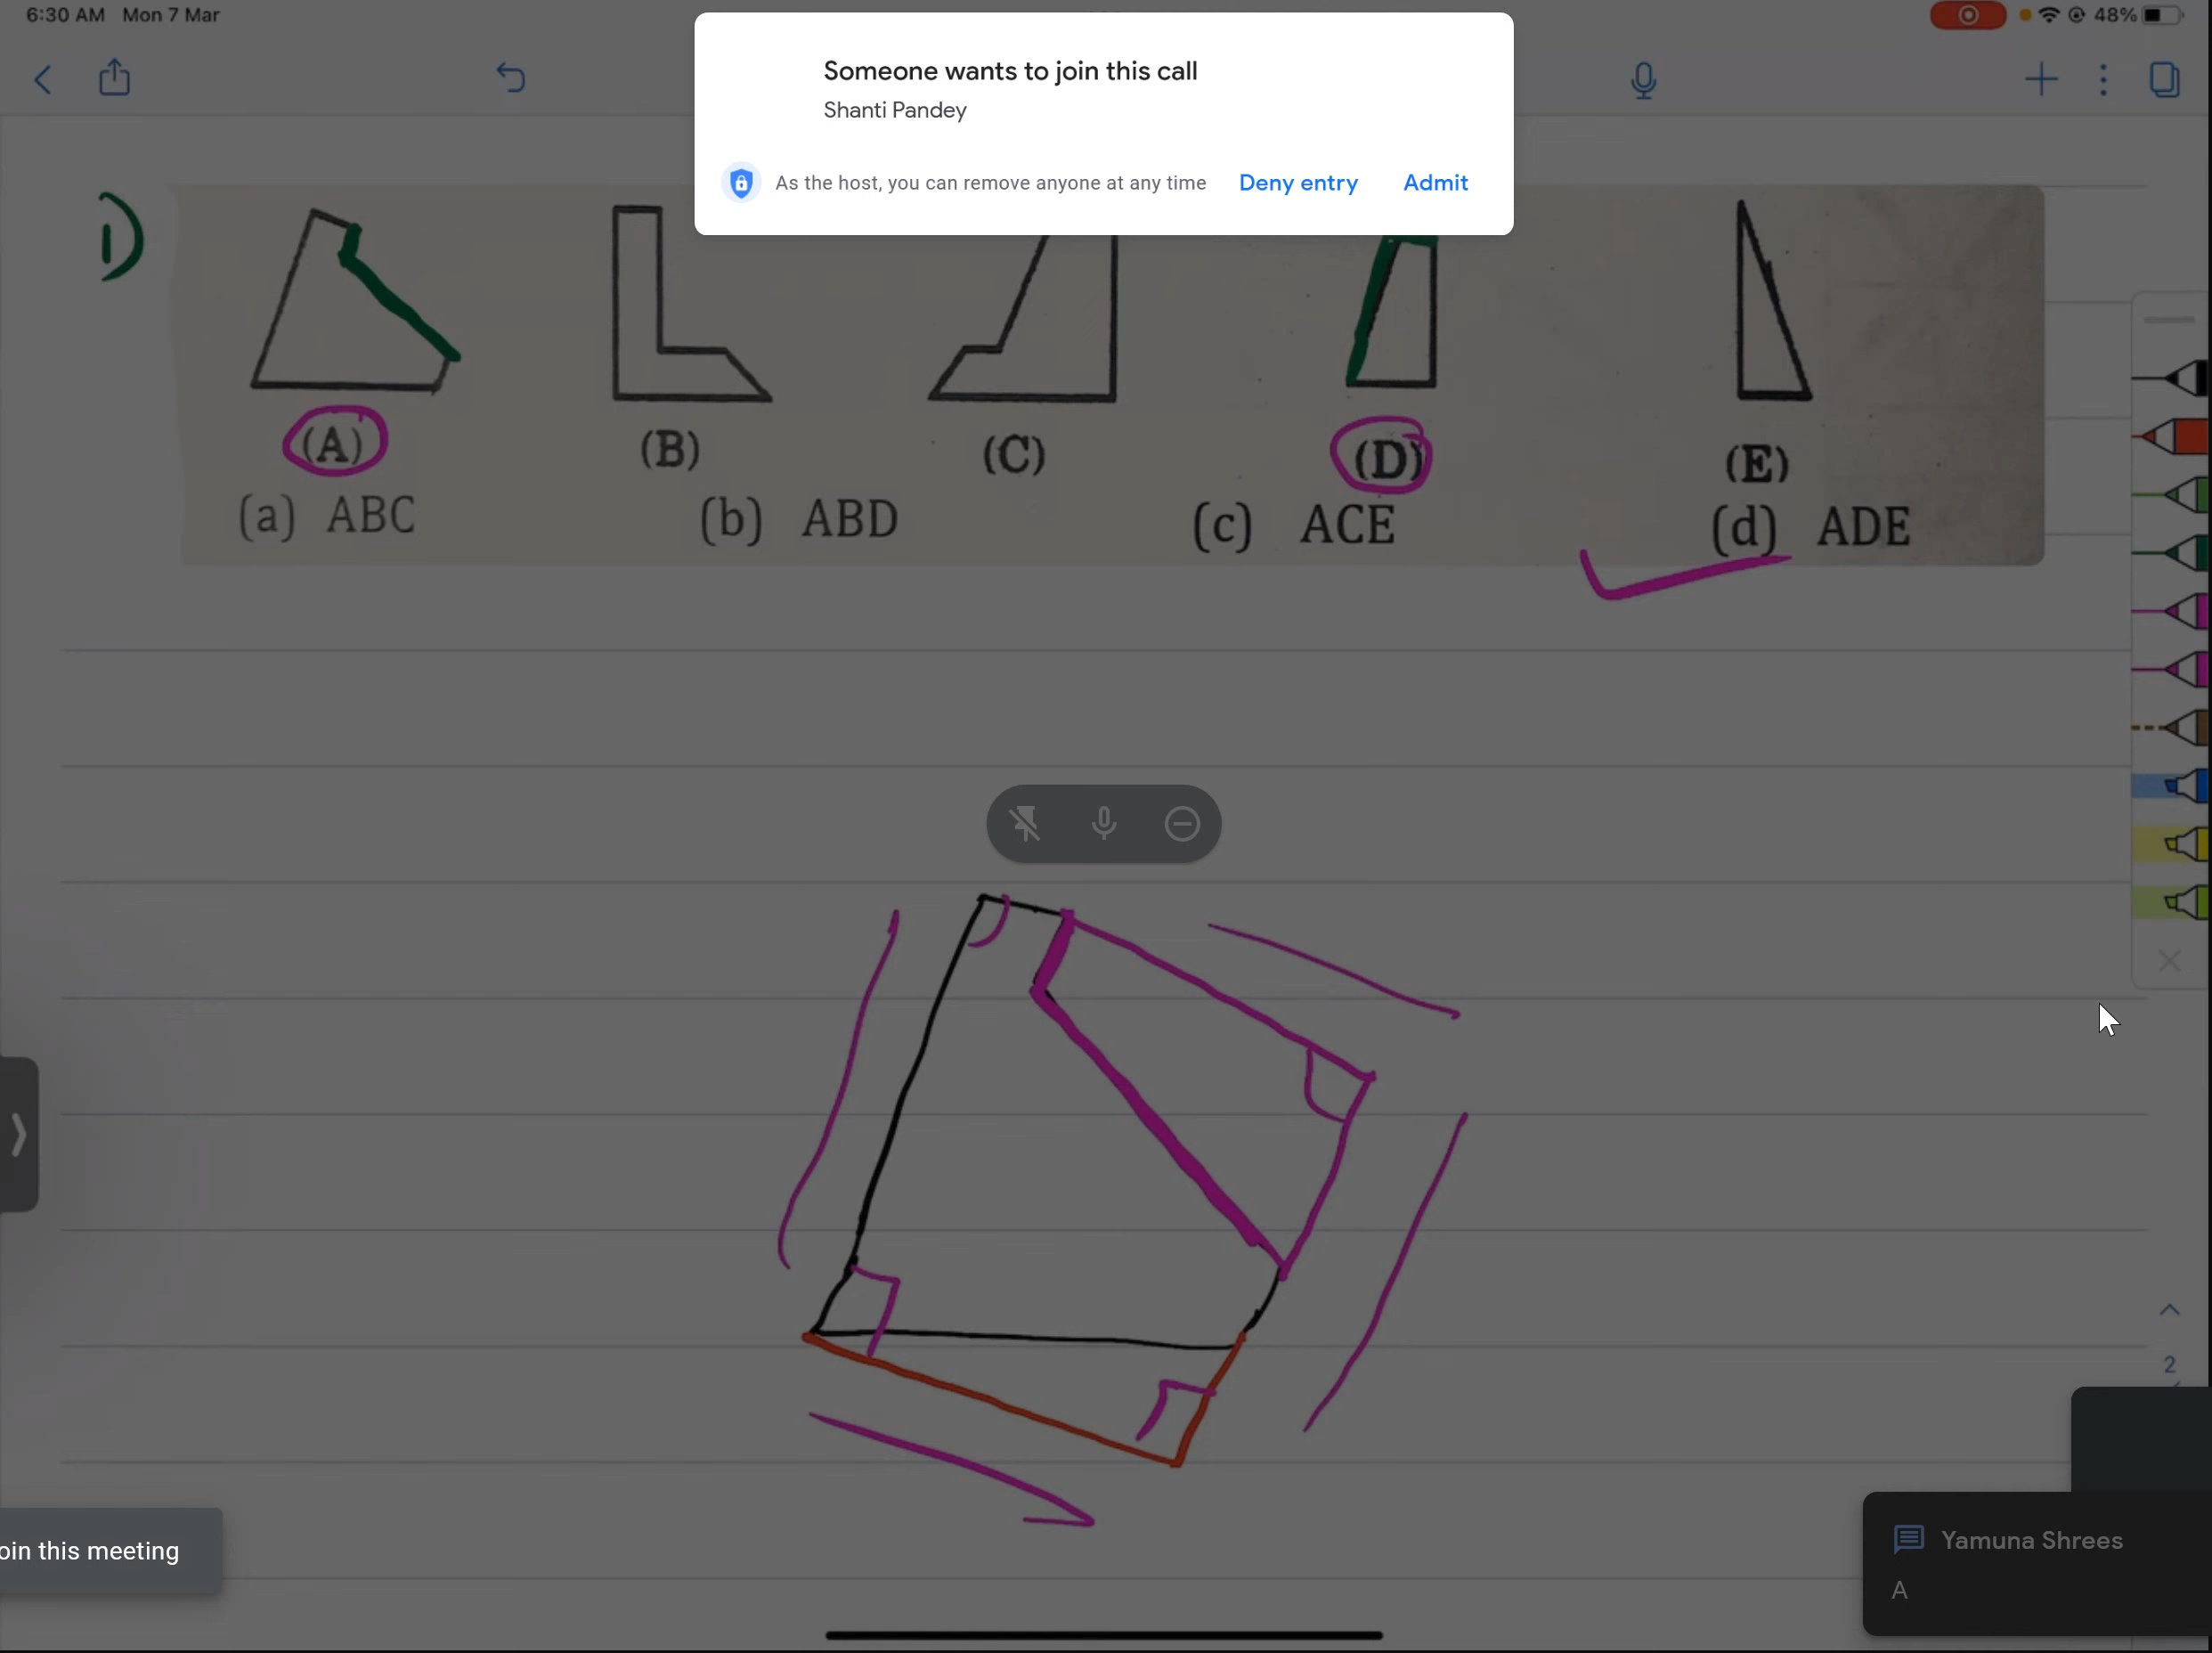 6:30 AM Mon 7 Mar
48%
Someone wants to join this call
Shanti Pandey
As the host, you can remove anyone at any time Deny entry Admit
1)
(A) (B) (C) (D) (E)
(a) ABC (b) ABD (c) ACE (d) ADE
2
oin this meeting
Yamuna Shrees
A